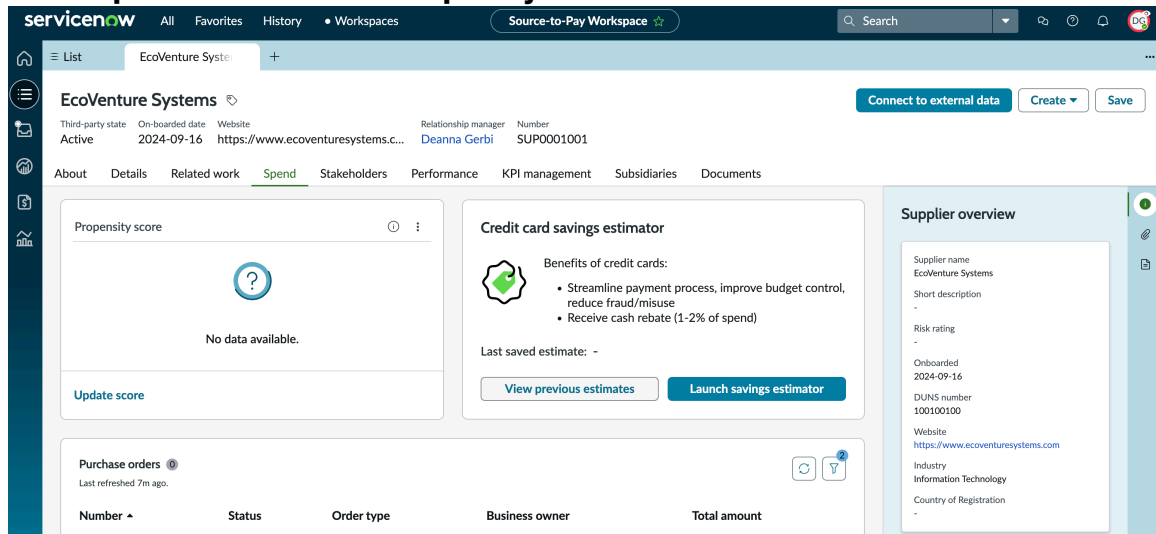 servicenow
All Favorites History • Workspaces
Source-to-Pay Workspace
Search
DG
List
EcoVenture Syste
EcoVenture Systems
Connect to external data
Create
Save
Third-party state On-boarded date Website Relationship manager Number
Active 2024-09-16 https://www.ecoventuresystems.c... Deanna Gerbi SUP0001001
About Details Related work Spend Stakeholders Performance KPI management Subsidiaries Documents
Propensity score
No data available.
Update score
Credit card savings estimator
Benefits of credit cards:
• Streamline payment process, improve budget control,
reduce fraud/misuse
• Receive cash rebate (1-2% of spend)
Last saved estimate: -
View previous estimates
Launch savings estimator
Purchase orders 0
Last refreshed 7m ago.
2
Number Status Order type Business owner Total amount
Supplier overview
Supplier name
EcoVenture Systems
Short description
-
Risk rating
-
Onboarded
2024-09-16
DUNS number
100100100
Website
https://www.ecoventuresystems.com
Industry
Information Technology
Country of Registration
-